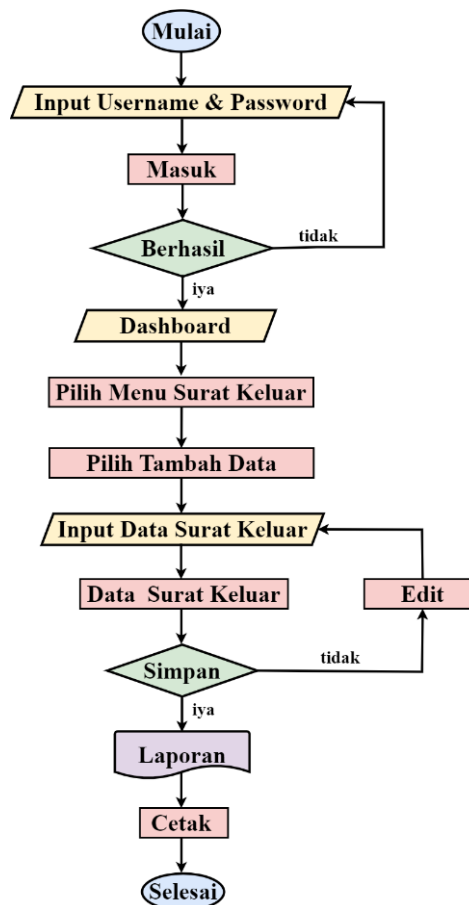 Mulai
Input Username & Password
Masuk
Berhasil
tidak
iya
Dashboard
Pilih Menu Surat Keluar
Pilih Tambah Data
Input Data Surat Keluar
Data Surat Keluar
Edit
Simpan
tidak
iya
Laporan
Cetak
Selesai